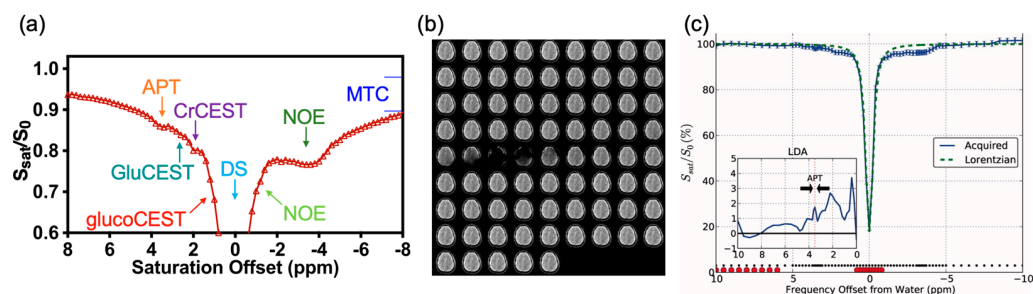 (a)
(b)
(c)
1.0
0.9
0.8
0.7
0.6
Ssat/S0
APT
CrCEST
GluCEST
glucoCEST
DS
NOE
NOE
MTC
8 6 4 2 0 -2 -4 -6 -8
Saturation Offset (ppm)
100
80
60
40
20
0
Ssat/S0 (%)
Acquired
Lorentzian
LDA
APT
5
4
3
2
1
0
10 8 6 4 2 0
10 5 0 −5 −10
Frequency Offset from Water (ppm)